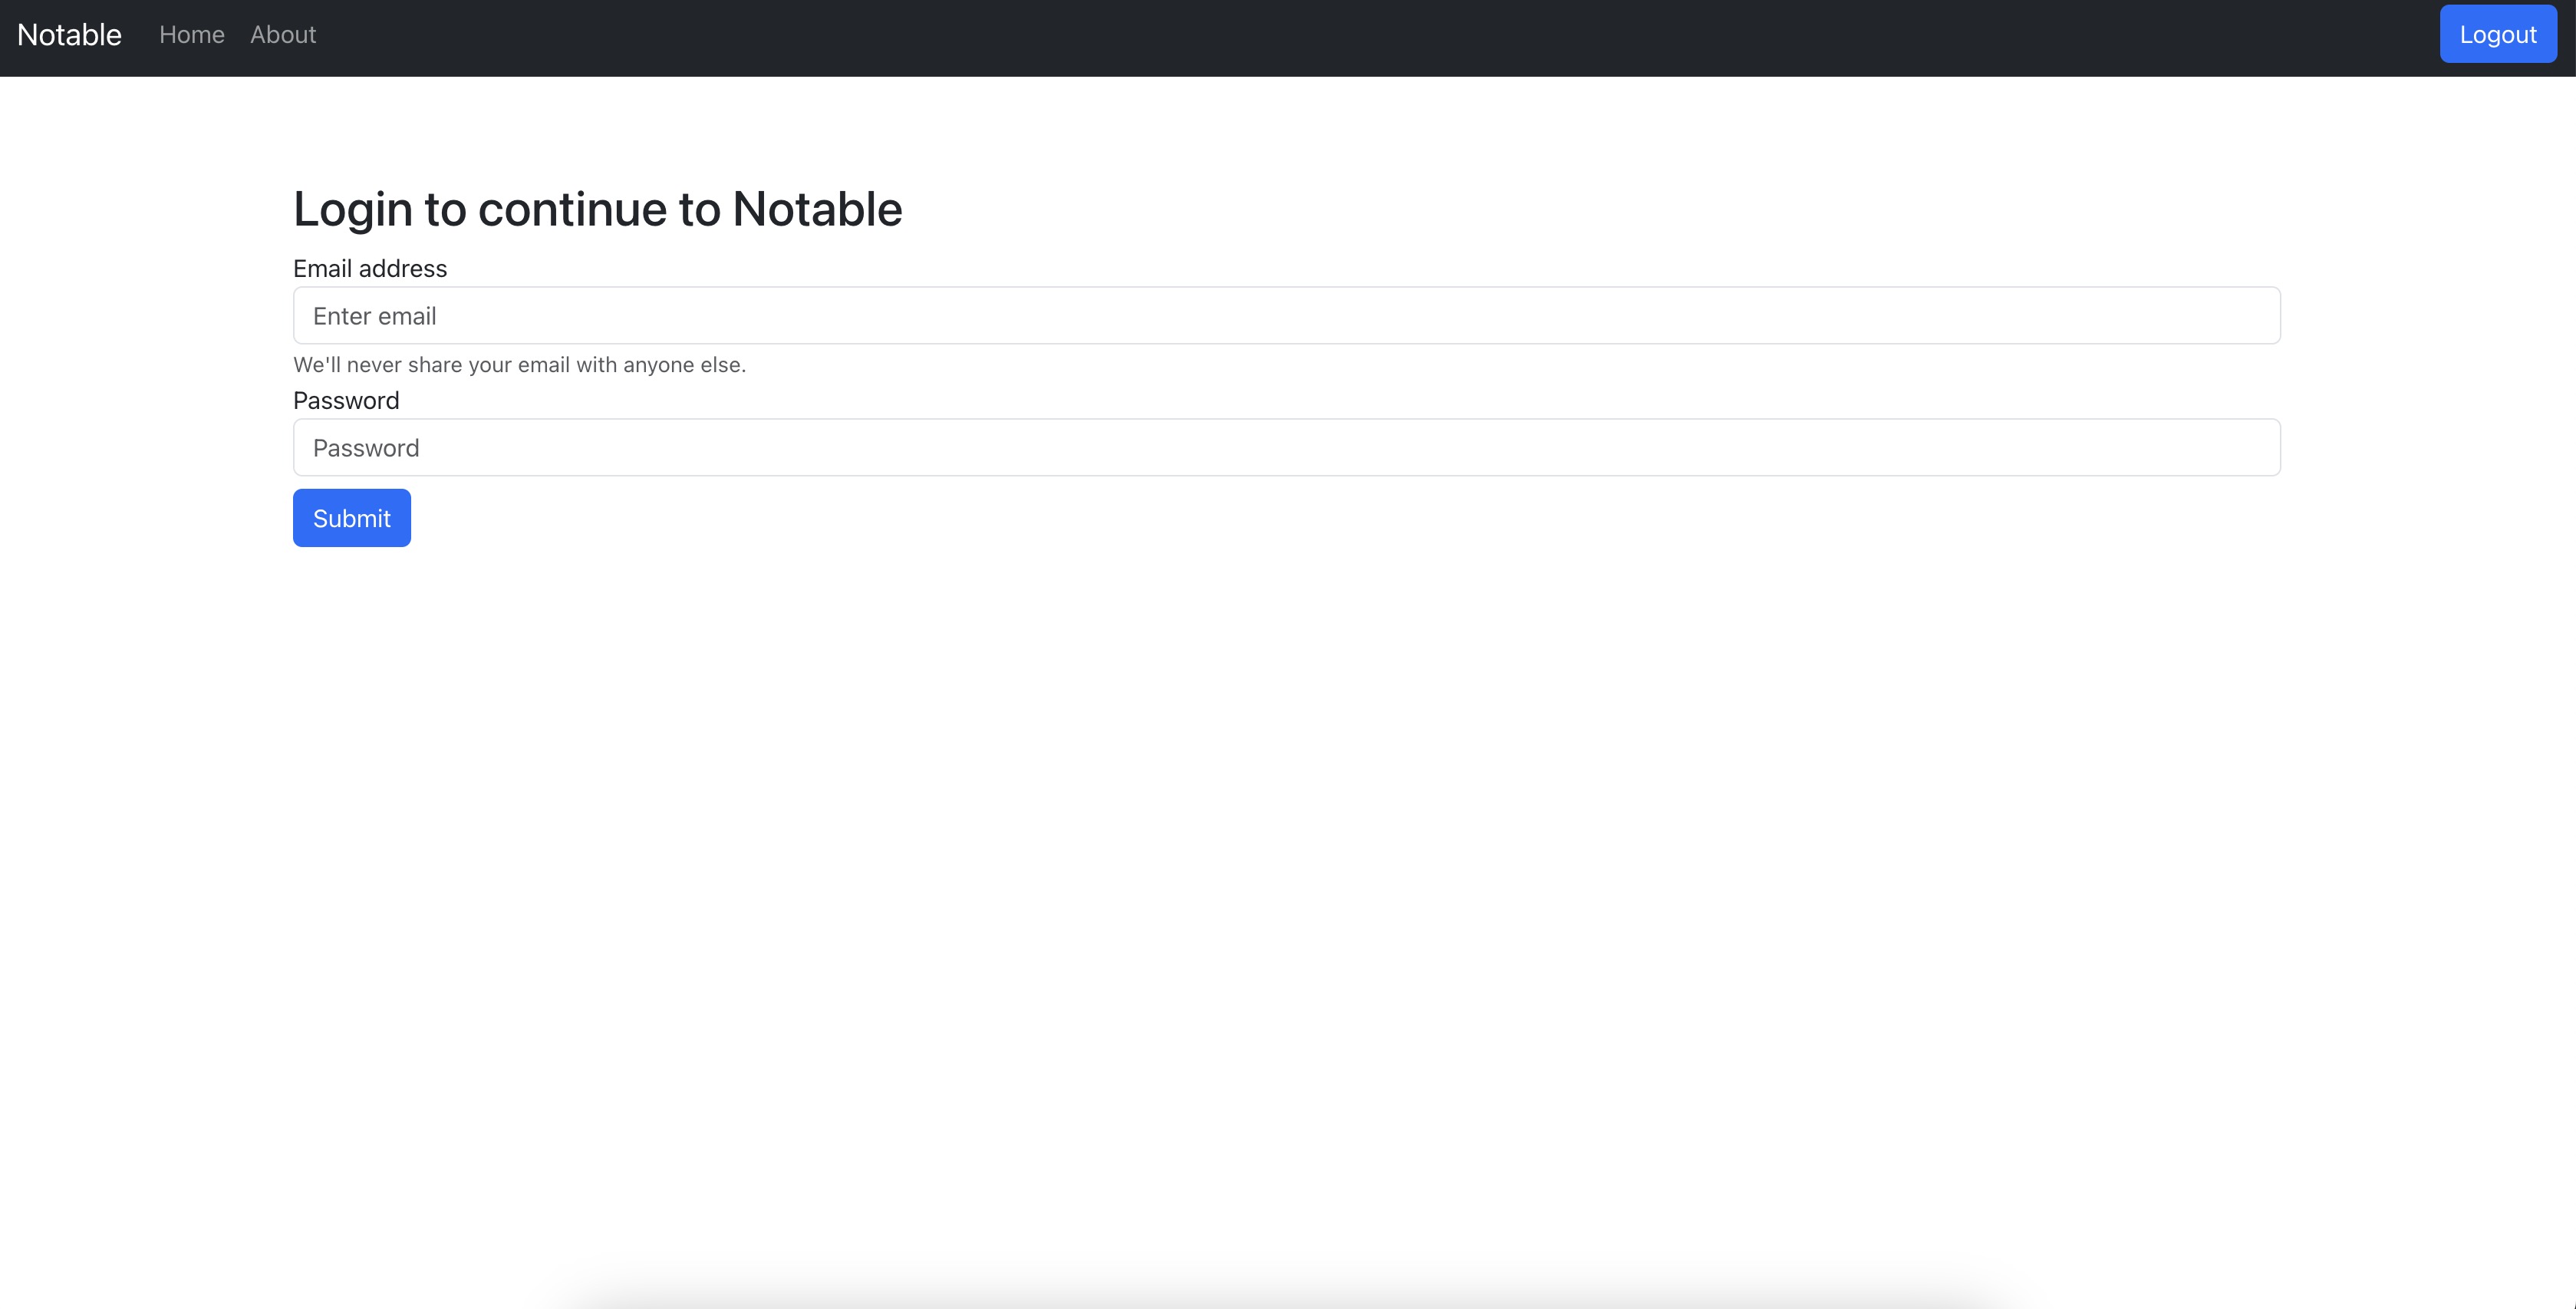 Notable Home About Logout
Login to continue to Notable
Email address
Enter email
We'll never share your email with anyone else.
Password
Password
Submit